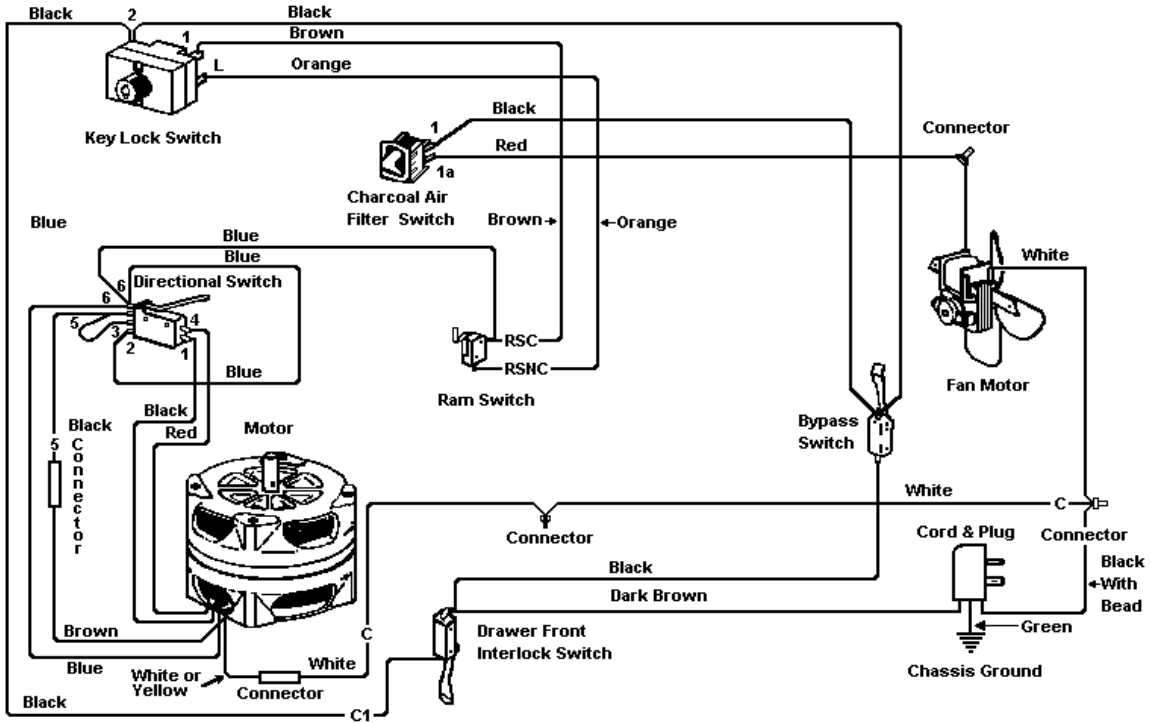 Black
2
Black
1
Brown
L
Orange
Key Lock Switch
Black
1
Red
1a
Charcoal Air
Filter Switch
Connector
Brown
Orange
Blue
Blue
Blue
Directional Switch
6
6
5
3
2
4
1
Blue
White
Fan Motor
RSC
RSNC
Ram Switch
Black
Red
Motor
Black
5
Connector
Bypass
Switch
White
C
Connector
Connector
Cord & Plug
Black
With
Bead
Black
Dark Brown
Green
Chassis Ground
Drawer Front
Interlock Switch
Brown
Blue
White or
Yellow
Connector
White
C
Black
C1